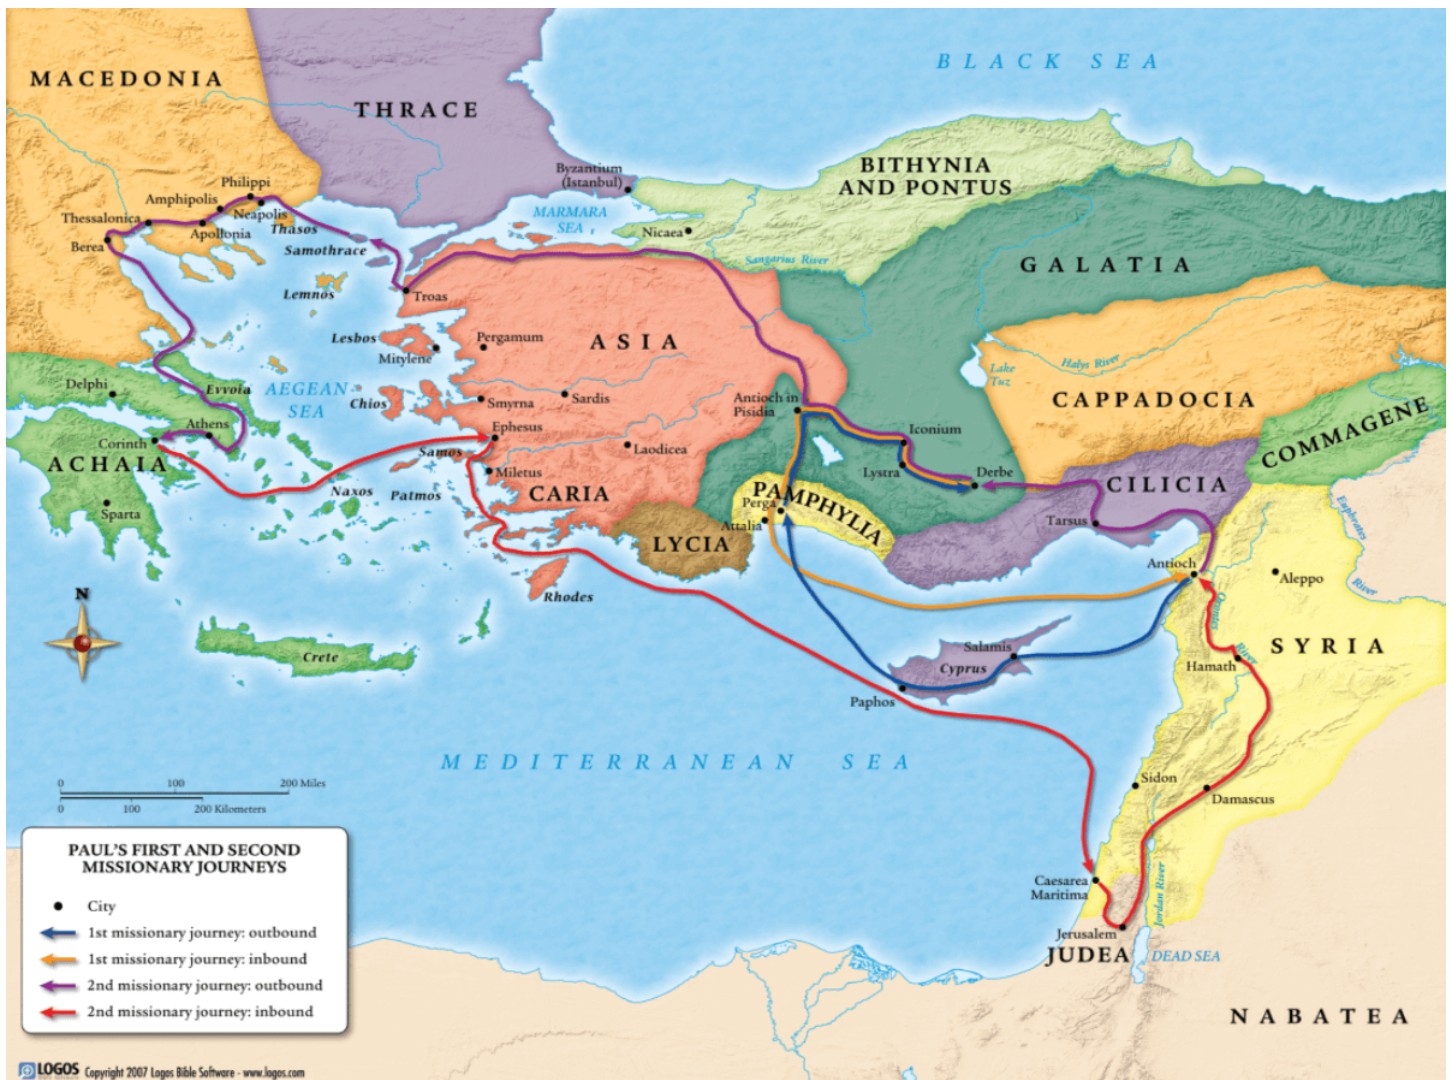 BLACK SEA
MACEDONIA
THRACE
BITHYNIA
AND PONTUS
Byzantium
(Istanbul)
Philippi
Amphipolis
Neapolis
Thessalonica
Apollonia
Thasos
Berea
Samothrace
MARMARA
SEA
Nicaea
Sangarius River
GALATIA
Lemnos
Troas
Lesbos
Mitylene
Pergamum
ASIA
Lake
Tuz
Halys River
Delphi
Evvoia
AEGEAN
SEA
Chios
Smyrna
Sardis
Antioch in
Pisidia
CAPPADOCIA
COMMAGENE
Athens
Corinth
Ephesus
Iconium
ACHAIA
Samos
Laodicea
Lystra
Derbe
Miletus
CILICIA
Naxos
Patmos
CARIA
Perga
PAMPHYLIA
Sparta
Attalia
Tarsus
Euphrates
River
LYCIA
Antioch
Aleppo
N
Rhodes
Orontes
River
Crete
Salamis
Cyprus
Hamath
SYRIA
Paphos
MEDITERRANEAN SEA
Sidon
Damascus
0 100 200 Miles
0 100 200 Kilometers
PAUL'S FIRST AND SECOND
MISSIONARY JOURNEYS
City
1st missionary journey: outbound
1st missionary journey: inbound
2nd missionary journey: outbound
2nd missionary journey: inbound
Caesarea
Maritima
Jordan River
Jerusalem
JUDEA
DEAD SEA
NABATEA
LOGOS Copyright 2007 Logos Bible Software - www.logos.com